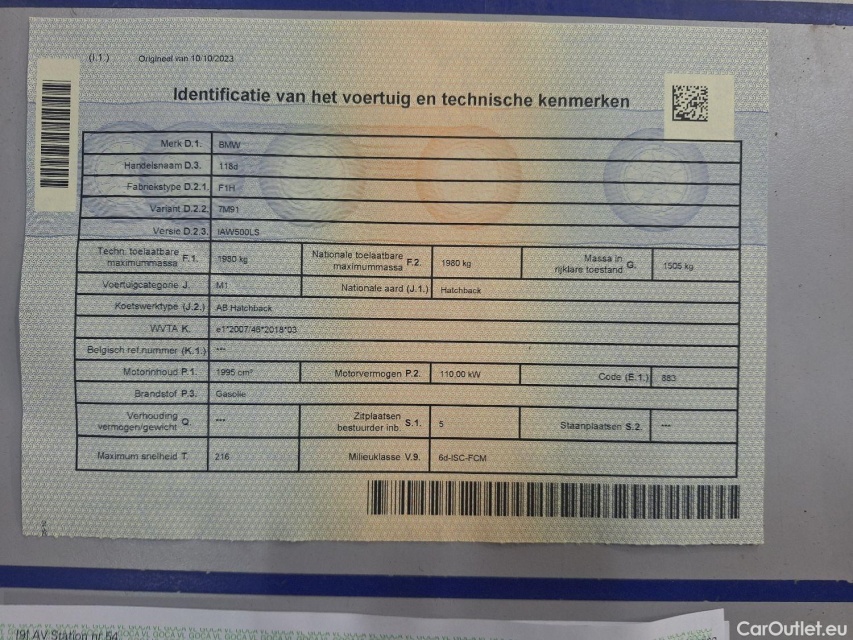 (I.1.) Origineel van 10/10/2023
Identificatie van het voertuig en technische kenmerken
Merk D.1. BMW
Handelsnaam D.3. 118d
Fabriekstype D.2.1. F1H
Variant D.2.2. 7M91
Versie D.2.3. IAW500LS
Techn. toelaatbare maximummassa F.1. 1980 kg Nationale toelaatbare maximummassa F.2. 1980 kg Massa in rijklare toestand G. 1505 kg
Voertuigcategorie J. M1 Nationale aard (J.1.) Hatchback
Koetswerktype (J.2.) AB Hatchback
WVTA K. e1*2007/46*2018*03
Belgisch ref.nummer (K.1.) ---
Motorinhoud P.1. 1995 cm³ Motorvermogen P.2. 110,00 kW Code (E.1.) 883
Brandstof P.3. Gasolie
Verhouding vermogen/gewicht Q. --- Zitplaatsen bestuurder inb. S.1. 5 Staanplaatsen S.2. ---
Maximum snelheid T. 216 Milieuklasse V.9. 6d-ISC-FCM
AV Station nr 54
CarOutlet.eu